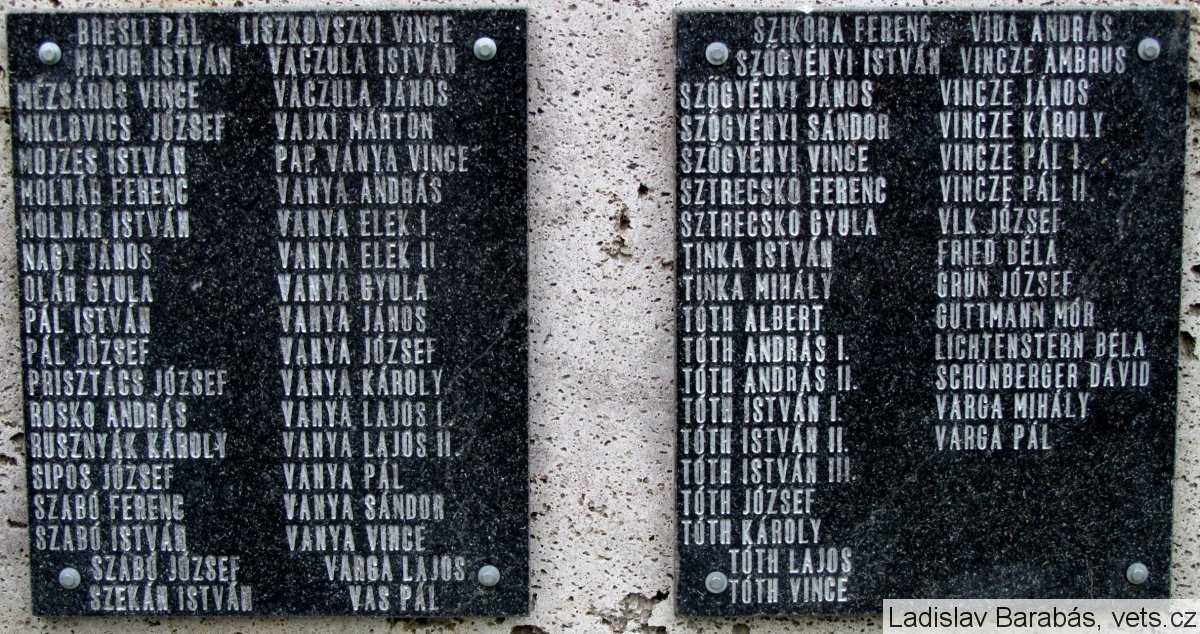 BRESLI PÁL
MAJOR ISTVÁN
MÉZSÁROS VINCE
MIKLOVICS JÓZSEF
MOJZES ISTVÁN
MOLNÁR FERENC
MOLNÁR ISTVÁN
NAGY JÁNOS
OLÁH GYULA
PÁL ISTVÁN
PÁL JÓZSEF
PRISZTÁCS JÓZSEF
ROSKÓ ANDRÁS
RUSZNYÁK KÁROLY
SIPOS JÓZSEF
SZABÓ FERENC
SZABÓ ISTVÁN
SZABÓ JÓZSEF
SZEKÁN ISTVÁN
LISZKOVSZKI VINCE
VACZULA ISTVÁN
VACZULA JÁNOS
VAJKI MÁRTON
PAP VANYA VINCE
VANYA ANDRÁS
VANYA ELEK I.
VANYA ELEK II.
VANYA GYULA
VANYA JÁNOS
VANYA JÓZSEF
VANYA KÁROLY
VANYA LAJOS I.
VANYA LAJOS II.
VANYA PÁL
VANYA SÁNDOR
VANYA VINCE
VARGA LAJOS
VAS PÁL
SZIKORA FERENC
SZŐGYÉNYI ISTVÁN
SZŐGYÉNYI JÁNOS
SZŐGYÉNYI SÁNDOR
SZŐGYÉNYI VINCE
SZTRECSKO FERENC
SZTRECSKO GYULA
TINKA ISTVÁN
TINKA MIHÁLY
TÓTH ALBERT
TÓTH ANDRÁS I.
TÓTH ANDRÁS II.
TÓTH ISTVÁN I.
TÓTH ISTVÁN II.
TÓTH ISTVÁN III.
TÓTH JÓZSEF
TÓTH KÁROLY
TÓTH LAJOS
TÓTH VINCE
VIDA ANDRÁS
VINCZE AMBRUS
VINCZE JÁNOS
VINCZE KÁROLY
VINCZE PÁL I.
VINCZE PÁL II.
VLK JÓZSEF
FRIED BÉLA
GRÜN JÓZSEF
GUTTMANN MÓR
LICHTENSTERN BÉLA
SCHÖNBERGER DÁVID
VARGA MIHÁLY
VARGA PÁL
Ladislav Barabás, vets.cz